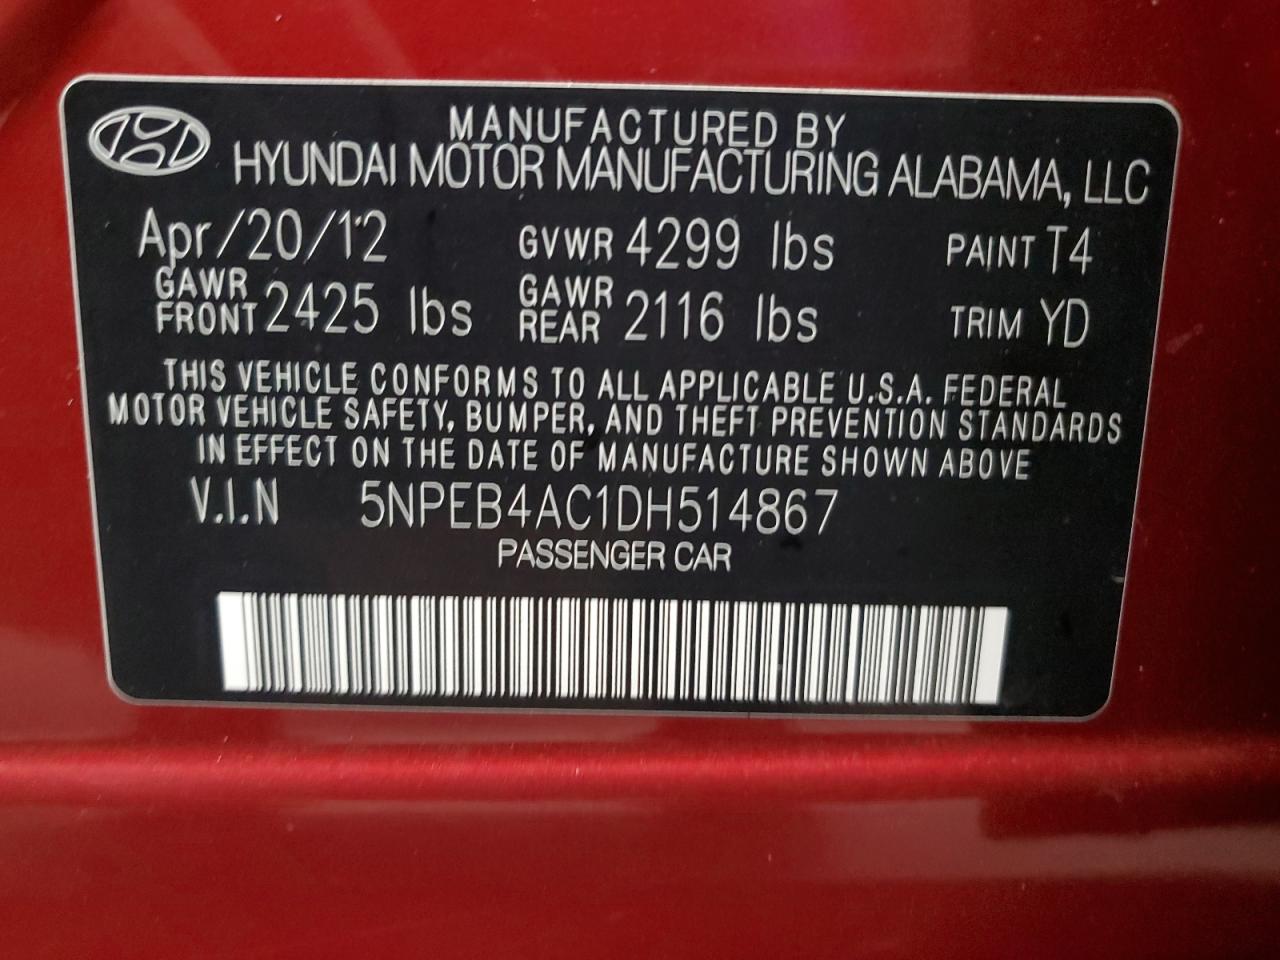 MANUFACTURED BY
HYUNDAI MOTOR MANUFACTURING ALABAMA, LLC
Apr/20/12 GVWR 4299 lbs PAINT T4
GAWR FRONT 2425 lbs GAWR REAR 2116 lbs TRIM YD
THIS VEHICLE CONFORMS TO ALL APPLICABLE U.S.A. FEDERAL
MOTOR VEHICLE SAFETY, BUMPER, AND THEFT PREVENTION STANDARDS
IN EFFECT ON THE DATE OF MANUFACTURE SHOWN ABOVE
V.I.N 5NPEB4AC1DH514867
PASSENGER CAR